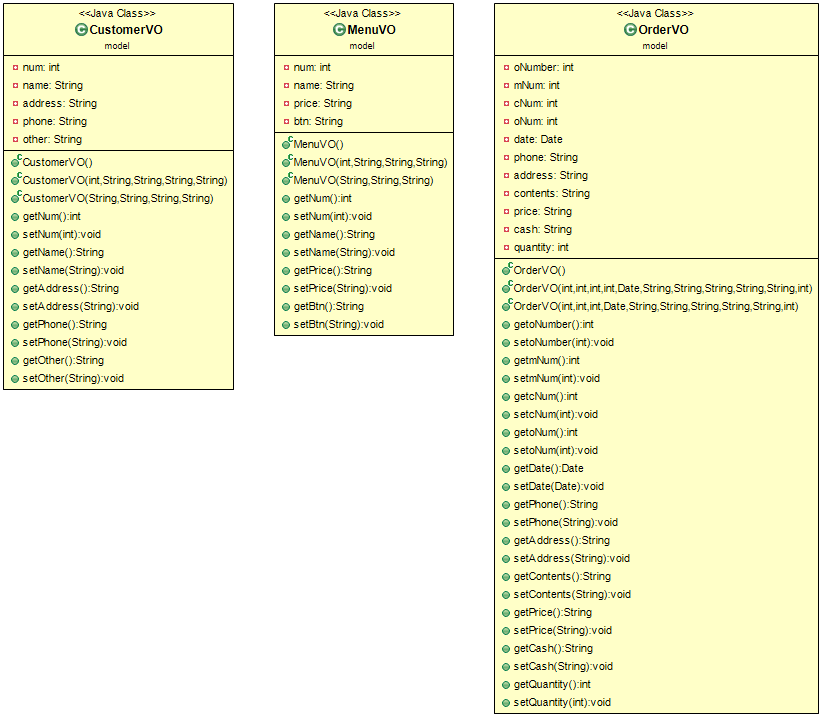 <<Java Class>>
CustomerVO
model
num: int
name: String
address: String
phone: String
other: String
CustomerVO()
CustomerVO(int,String,String,String,String)
CustomerVO(String,String,String,String)
getNum():int
setNum(int):void
getName():String
setName(String):void
getAddress():String
setAddress(String):void
getPhone():String
setPhone(String):void
getOther():String
setOther(String):void
<<Java Class>>
MenuVO
model
num: int
name: String
price: String
btn: String
MenuVO()
MenuVO(int,String,String,String)
MenuVO(String,String,String)
getNum():int
setNum(int):void
getName():String
setName(String):void
getPrice():String
setPrice(String):void
getBtn():String
setBtn(String):void
<<Java Class>>
OrderVO
model
oNumber: int
mNum: int
cNum: int
oNum: int
date: Date
phone: String
address: String
contents: String
price: String
cash: String
quantity: int
OrderVO()
OrderVO(int,int,int,int,Date,String,String,String,String,String,int)
OrderVO(int,int,int,Date,String,String,String,String,String,int)
getoNumber():int
setoNumber(int):void
getmNum():int
setmNum(int):void
getcNum():int
setcNum(int):void
getoNum():int
setoNum(int):void
getDate():Date
setDate(Date):void
getPhone():String
setPhone(String):void
getAddress():String
setAddress(String):void
getContents():String
setContents(String):void
getPrice():String
setPrice(String):void
getCash():String
setCash(String):void
getQuantity():int
setQuantity(int):void